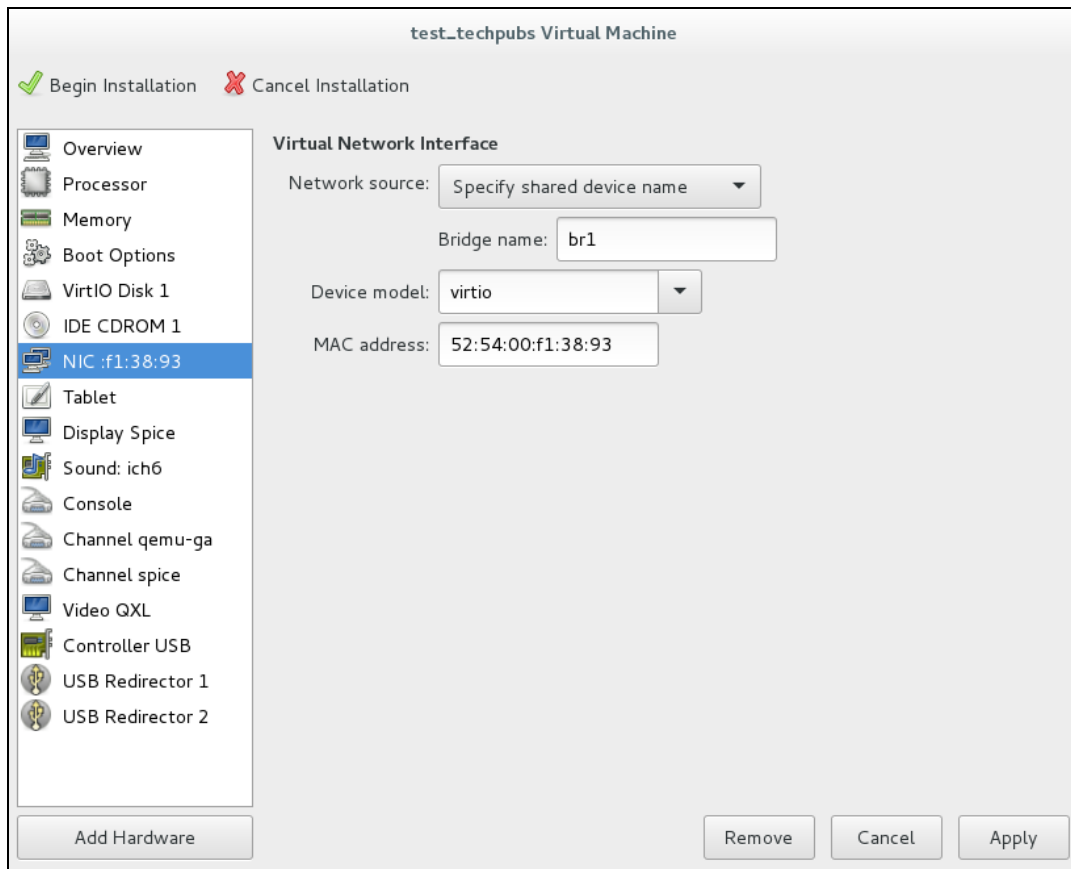 test_techpubs Virtual Machine
Begin Installation Cancel Installation
Overview
Processor
Memory
Boot Options
VirtIO Disk 1
IDE CDROM 1
NIC :f1:38:93
Tablet
Display Spice
Sound: ich6
Console
Channel qemu-ga
Channel spice
Video QXL
Controller USB
USB Redirector 1
USB Redirector 2
Add Hardware
Virtual Network Interface
Network source: Specify shared device name
Bridge name: br1
Device model: virtio
MAC address: 52:54:00:f1:38:93
Remove Cancel Apply